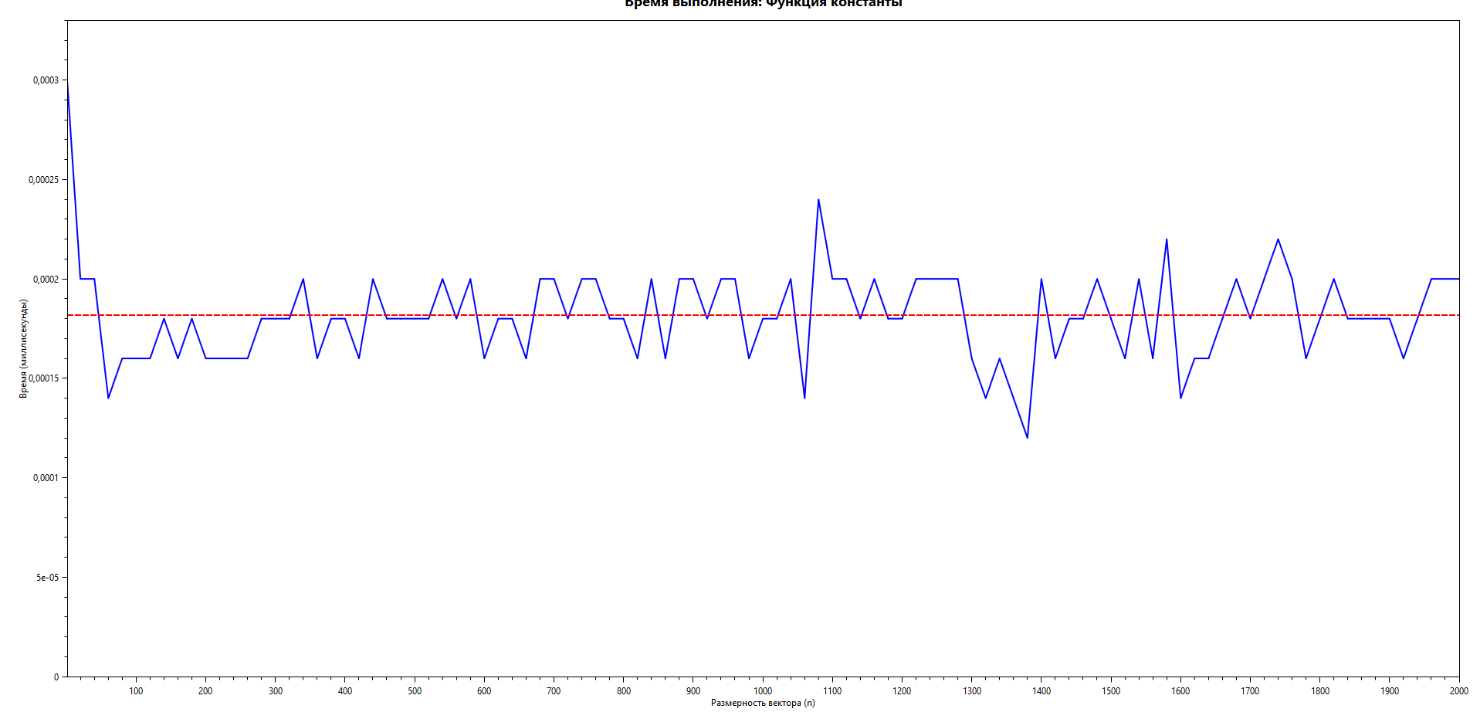 Время выполнения: Функция константы
0,0003
0,00025
0,0002
0,00015
0,0001
5e-05
0
Время (миллисекунды)
100 200 300 400 500 600 700 800 900 1000 1100 1200 1300 1400 1500 1600 1700 1800 1900 2000
Размерность вектора (n)